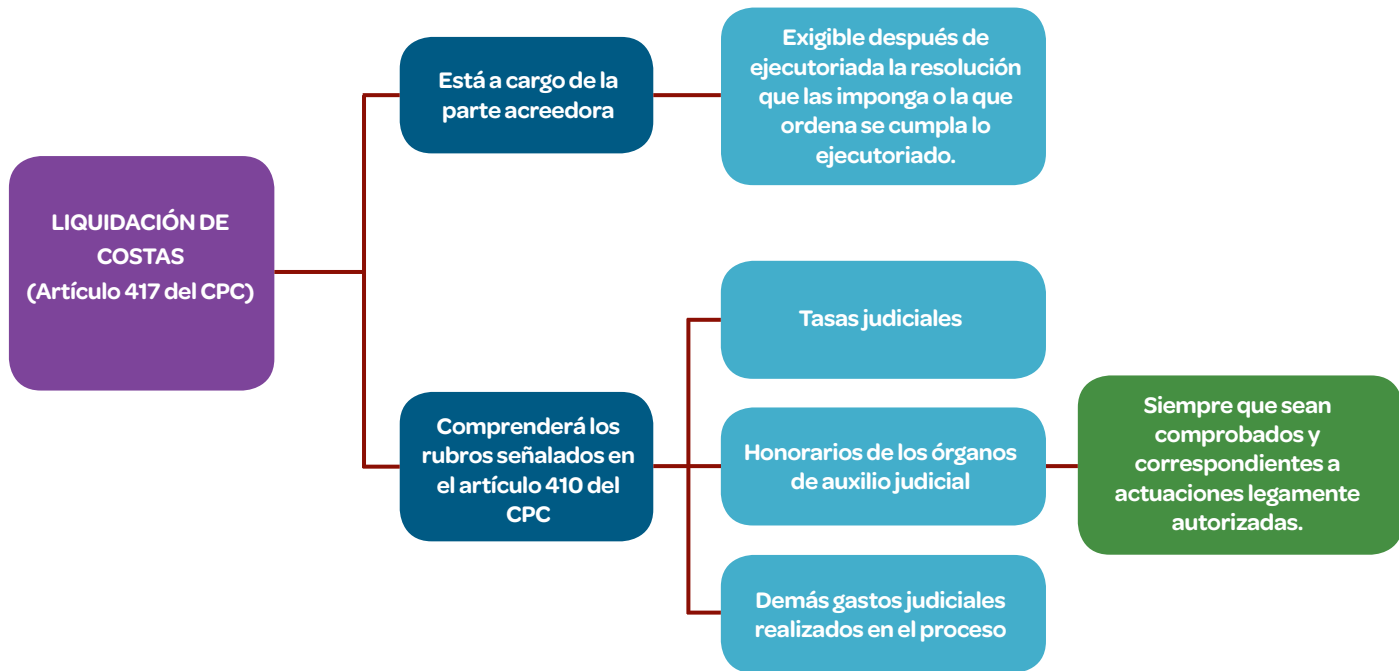 LIQUIDACIÓN DE
COSTAS
(Artículo 417 del CPC)
Está a cargo de la
parte acreedora
Exigible después de
ejecutoriada la resolución
que las imponga o la que
ordena se cumpla lo
ejecutoriado.
Comprenderá los
rubros señalados en
el artículo 410 del
CPC
Tasas judiciales
Honorarios de los órganos
de auxilio judicial
Siempre que sean
comprobados y
correspondientes a
actuaciones legamente
autorizadas.
Demás gastos judiciales
realizados en el proceso